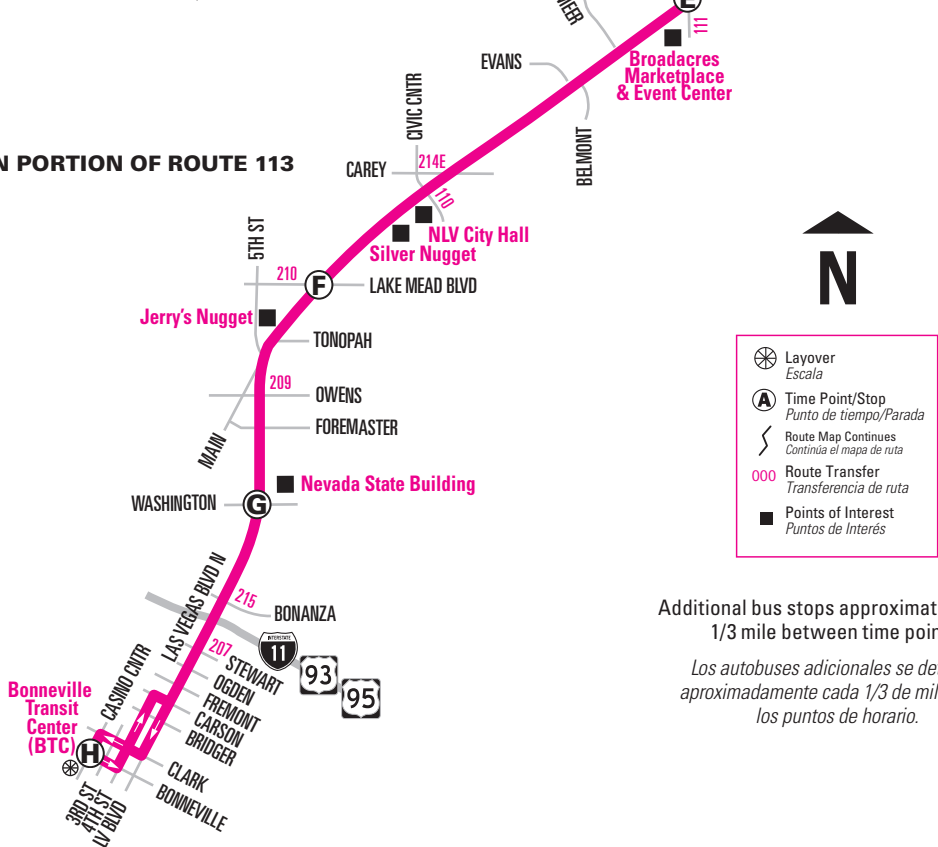 E
111
Broadacres
Marketplace
& Event Center
EVANS
BELMONT
CIVIC CNTR
N PORTION OF ROUTE 113
CAREY
214E
110
NLV City Hall
Silver Nugget
5TH ST
210
F
LAKE MEAD BLVD
Jerry's Nugget
TONOPAH
209
OWENS
FOREMASTER
MAIN
Nevada State Building
WASHINGTON
G
LAS VEGAS BLVD N
215
BONANZA
INTERSTATE
11
93
95
207
STEWART
OGDEN
FREMONT
CARSON
BRIDGER
CASINO CNTR
Bonneville
Transit
Center
(BTC)
H
CLARK
BONNEVILLE
3RD ST
4TH ST
LV BLVD
N
Layover
Escala
A
Time Point/Stop
Punto de tiempo/Parada
Route Map Continues
Continúa el mapa de ruta
000
Route Transfer
Transferencia de ruta
Points of Interest
Puntos de Interés
Additional bus stops approximat
1/3 mile between time poin
Los autobuses adicionales se de
aproximadamente cada 1/3 de mil
los puntos de horario.